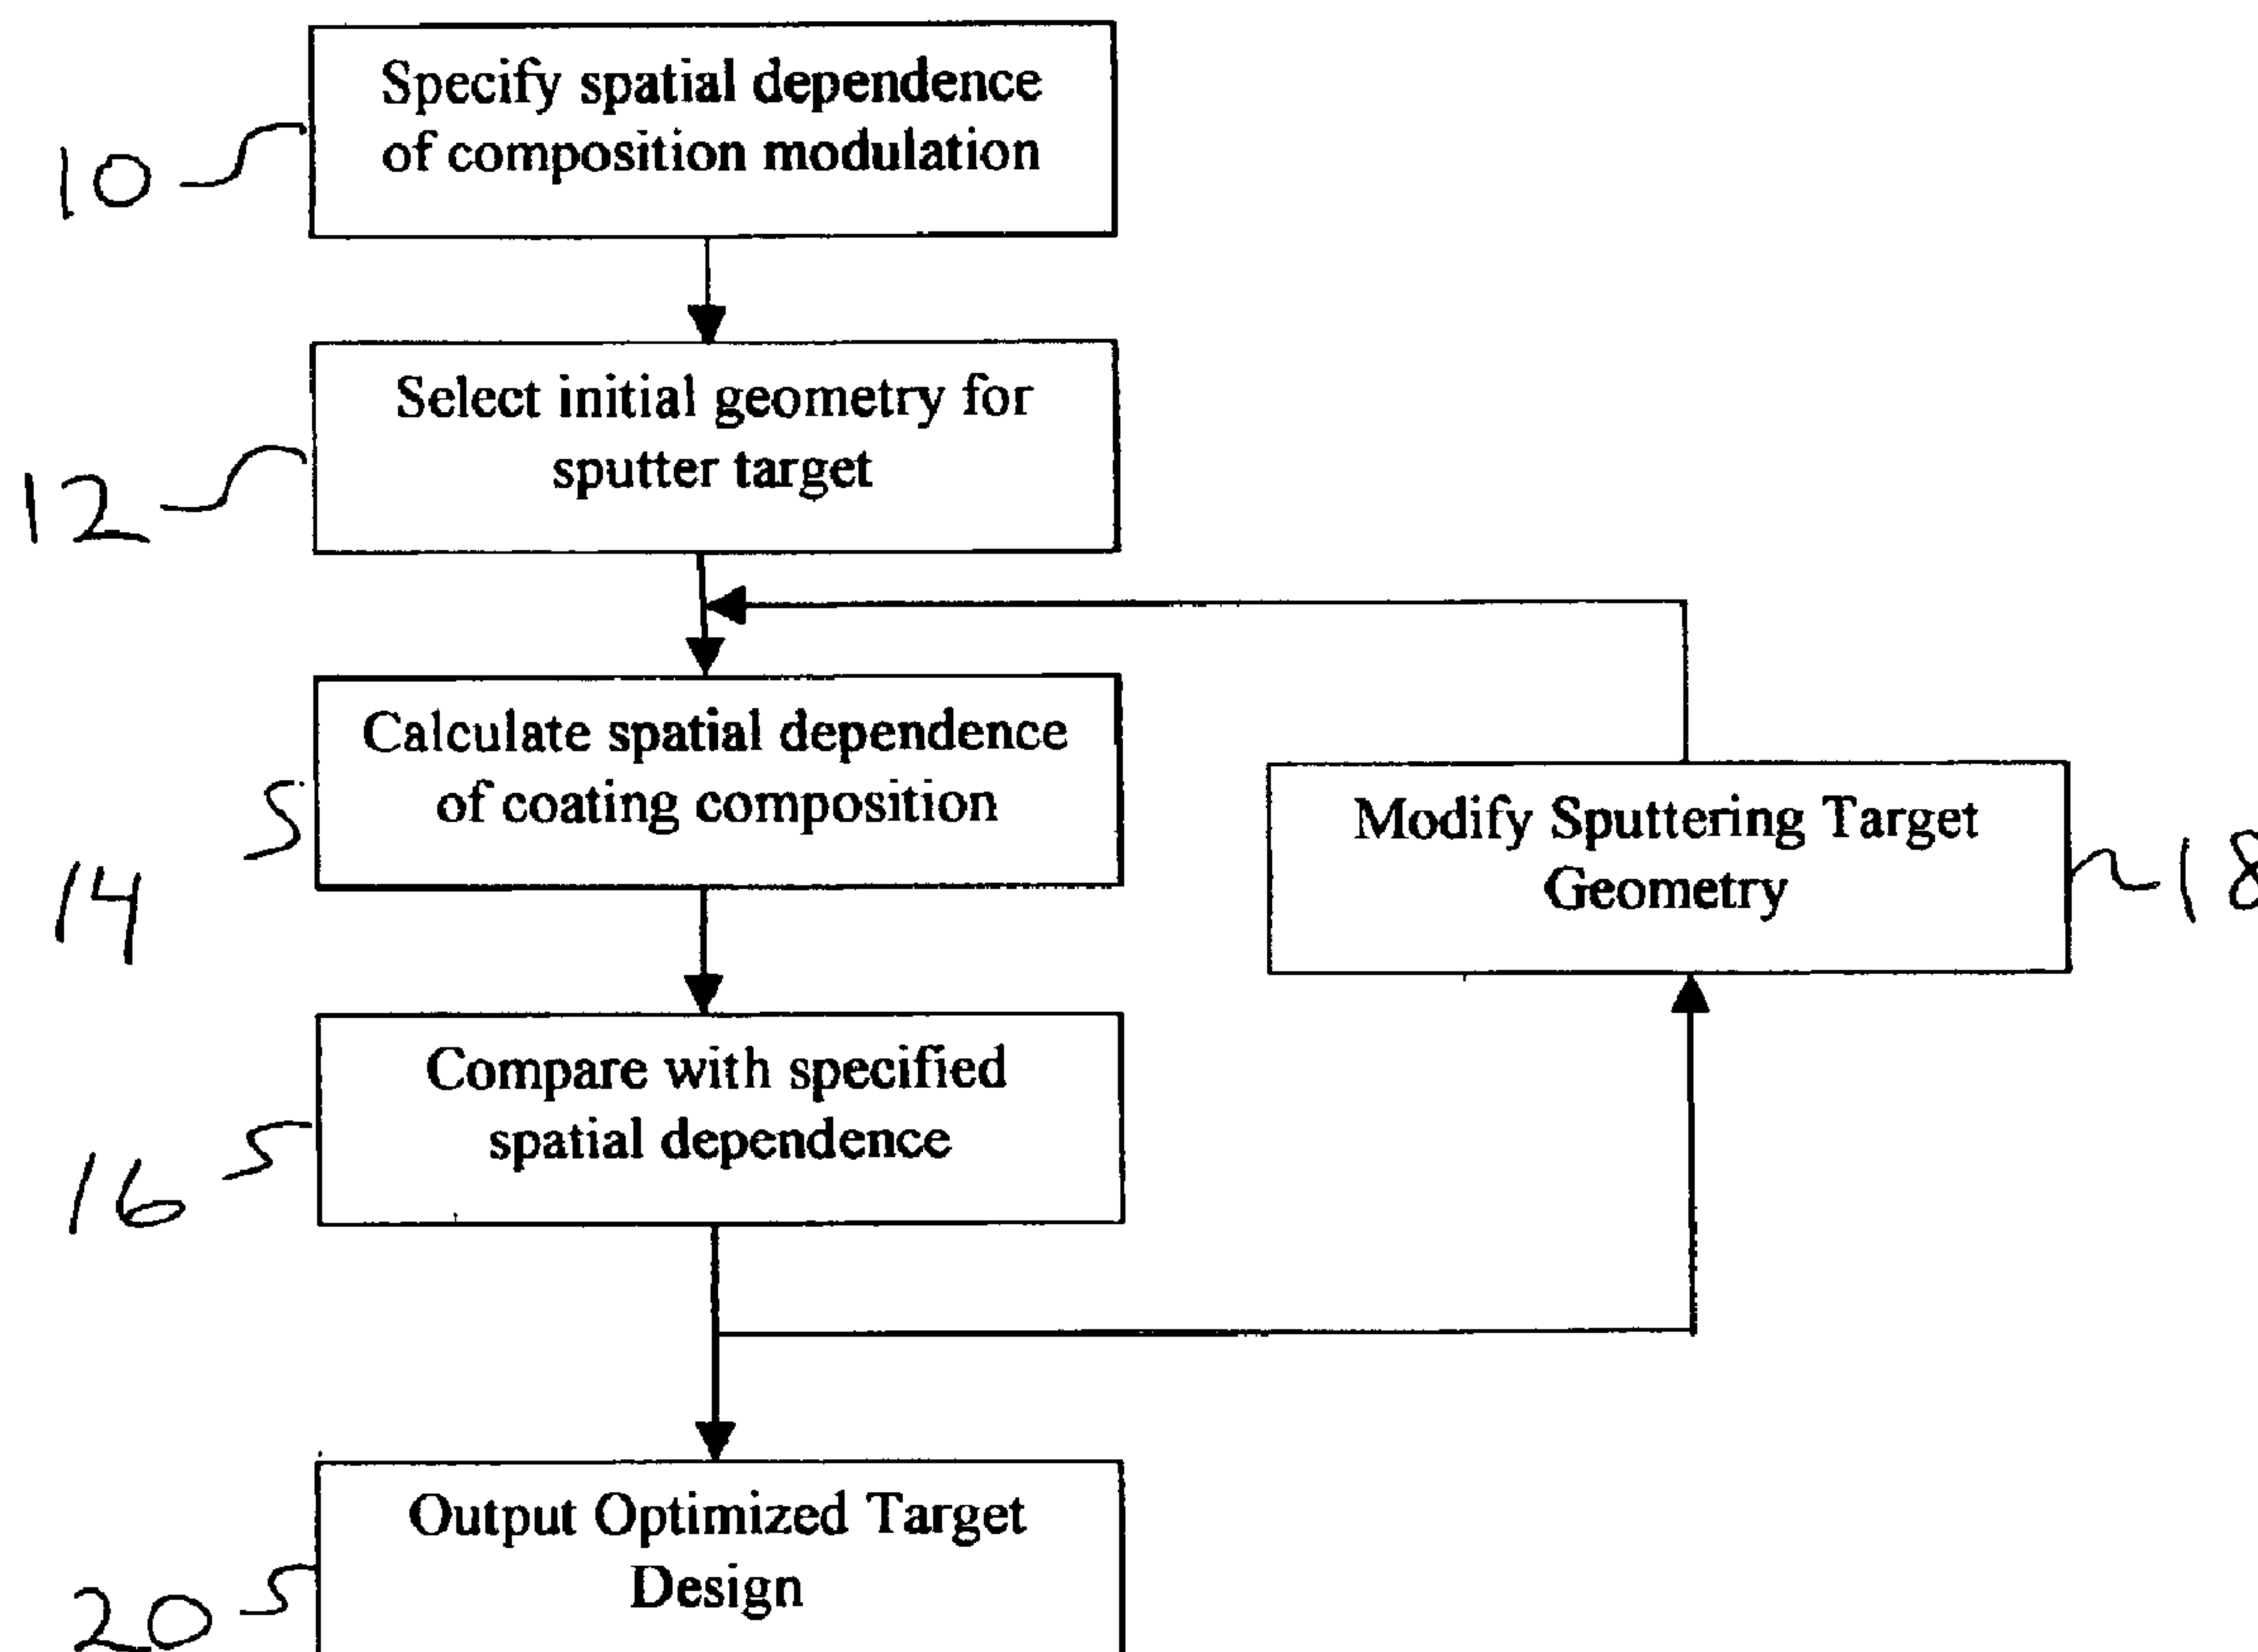 Specify spatial dependence
of composition modulation
10
Select initial geometry for
sputter target
12
Calculate spatial dependence
of coating composition
14
Modify Sputtering Target
Geometry
18
Compare with specified
spatial dependence
16
Output Optimized Target
Design
20